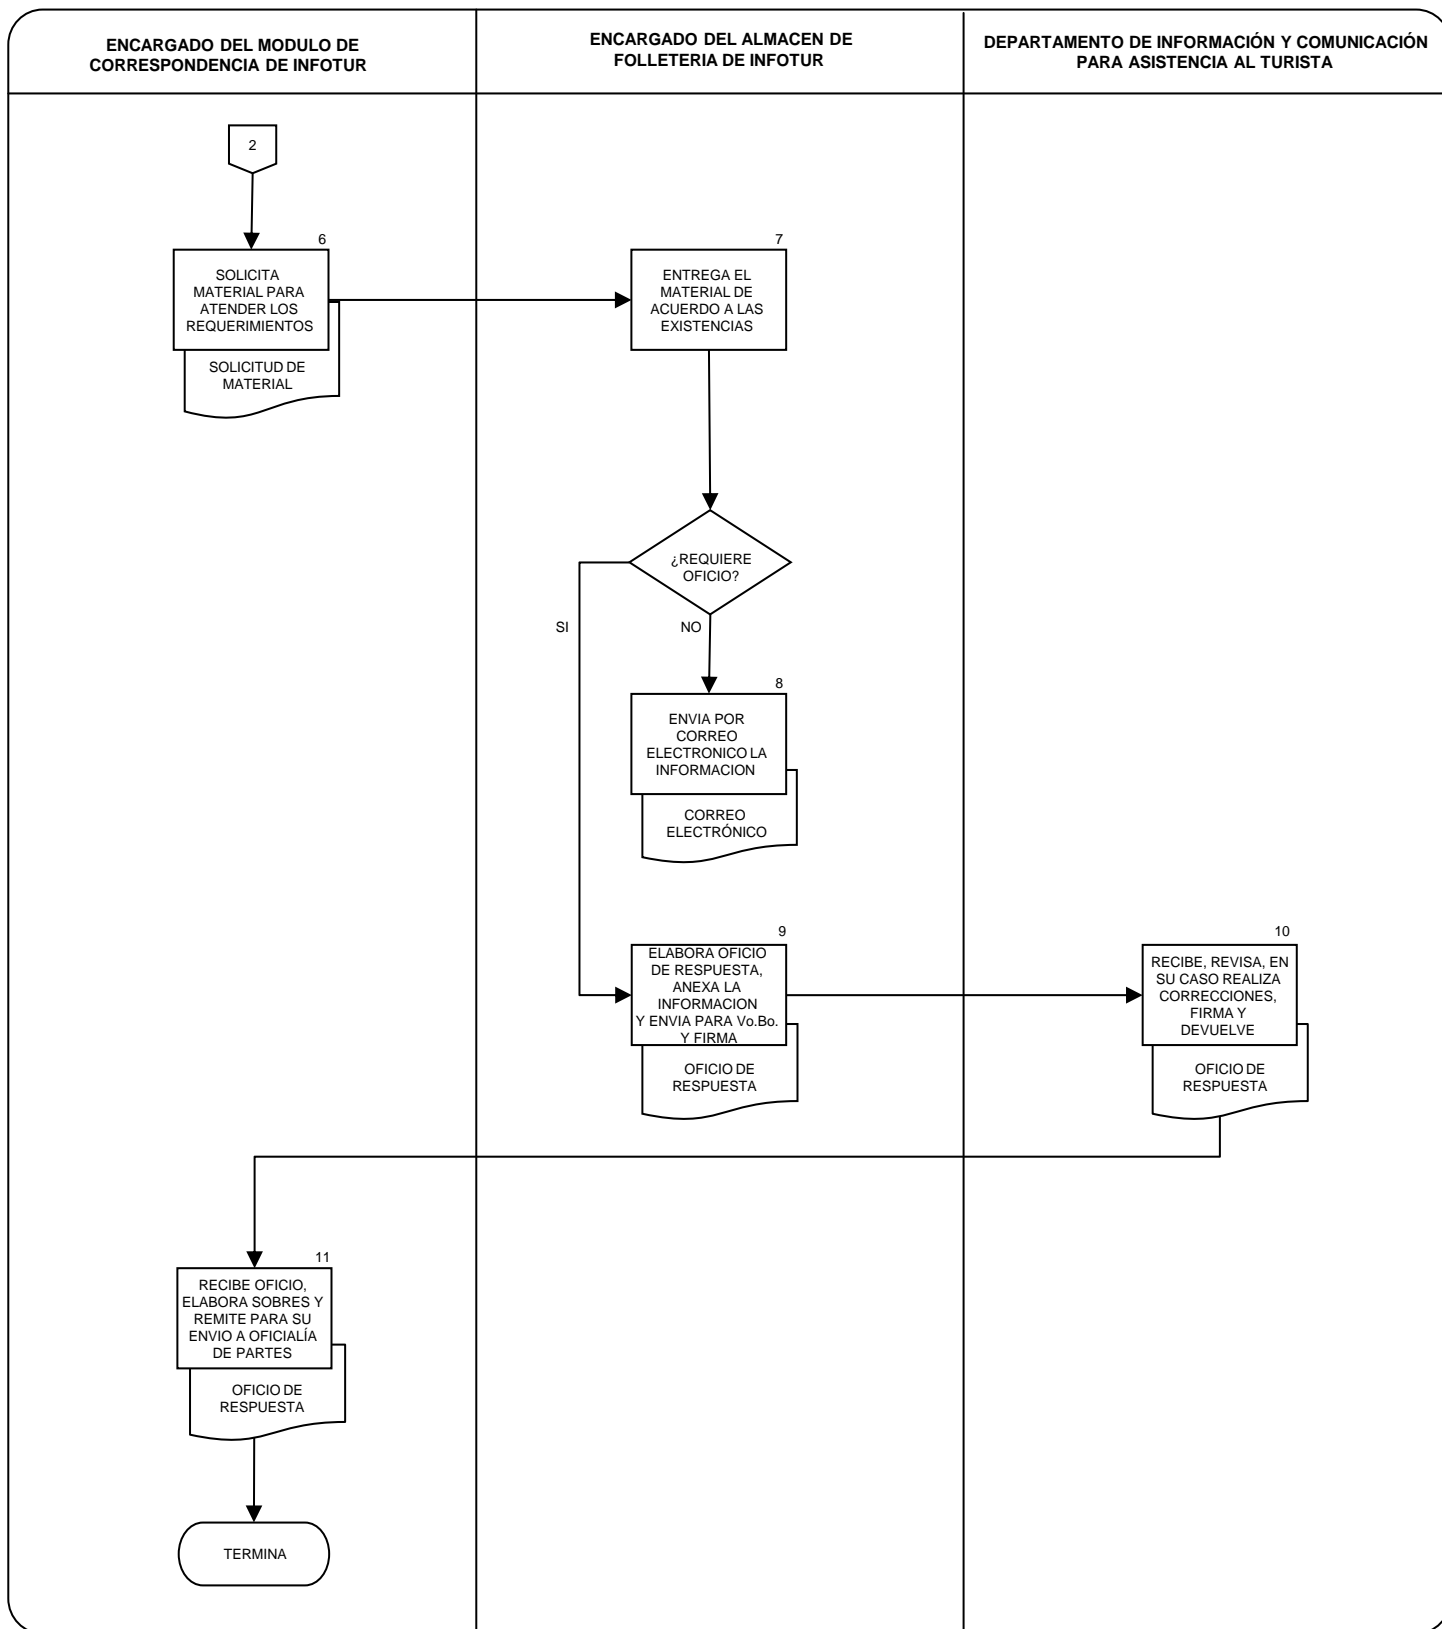 ENCARGADO DEL MODULO DE
CORRESPONDENCIA DE INFOTUR
ENCARGADO DEL ALMACEN DE
FOLLETERIA DE INFOTUR
DEPARTAMENTO DE INFORMACIÓN Y COMUNICACIÓN
PARA ASISTENCIA AL TURISTA
2
6
SOLICITA
MATERIAL PARA
ATENDER LOS
REQUERIMIENTOS
SOLICITUD DE
MATERIAL
7
ENTREGA EL
MATERIAL DE
ACUERDO A LAS
EXISTENCIAS
¿REQUIERE
OFICIO?
SI
NO
8
ENVIA POR
CORREO
ELECTRONICO LA
INFORMACION
CORREO
ELECTRÓNICO
9
ELABORA OFICIO
DE RESPUESTA,
ANEXA LA
INFORMACION
Y ENVIA PARA Vo.Bo.
Y FIRMA
OFICIO DE
RESPUESTA
10
RECIBE, REVISA, EN
SU CASO REALIZA
CORRECCIONES,
FIRMA Y
DEVUELVE
OFICIO DE
RESPUESTA
11
RECIBE OFICIO,
ELABORA SOBRES Y
REMITE PARA SU
ENVIO A OFICIALÍA
DE PARTES
OFICIO DE
RESPUESTA
TERMINA